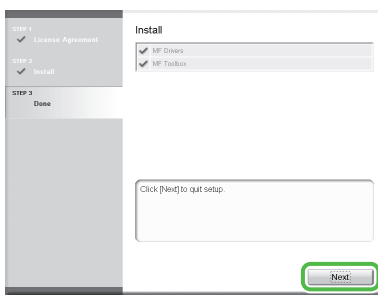 STEP 1
License Agreement
STEP 2
Install
STEP 3
Done
Install
MF Drivers
MF Toolbox
Click [Next] to quit setup.
Next